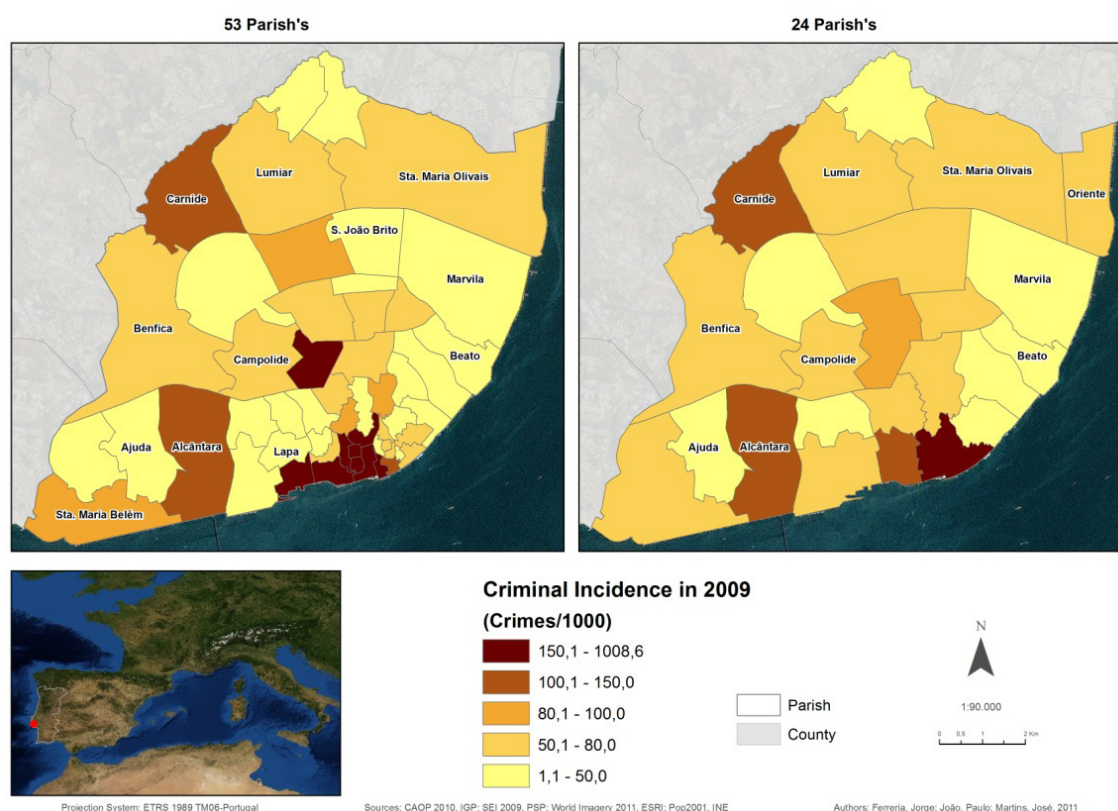 53 Parish's
24 Parish's
Carnide
Lumiar
Sta. Maria Olivais
S. João Brito
Marvila
Benfica
Campolide
Beato
Ajuda
Alcântara
Lapa
Sta. Maria Belém
Carnide
Lumiar
Sta. Maria Olivais
Oriente
Marvila
Benfica
Campolide
Beato
Ajuda
Alcântara
Criminal Incidence in 2009
(Crimes/1000)
150,1 - 1008,6
100,1 - 150,0
80,1 - 100,0
50,1 - 80,0
1,1 - 50,0
Parish
County
N
1:90.000
0 0,5 1 2 Km
Projection System: ETRS 1989 TM06-Portugal
Sources: CAOP 2010, IGP; SEI 2009, PSP; World Imagery 2011, ESRI; Pop2001, INE
Authors: Ferreria, Jorge; João, Paulo; Martins, José, 2011